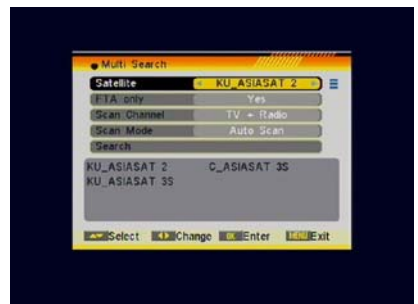 Multi Search
Satellite KU_ASIASAT 2
FTA only Yes
Scan Channel TV + Radio
Scan Mode Auto Scan
Search
KU_ASIASAT 2 C_ASIASAT 3S
KU_ASIASAT 3S
Select Change OK Enter MENU Exit